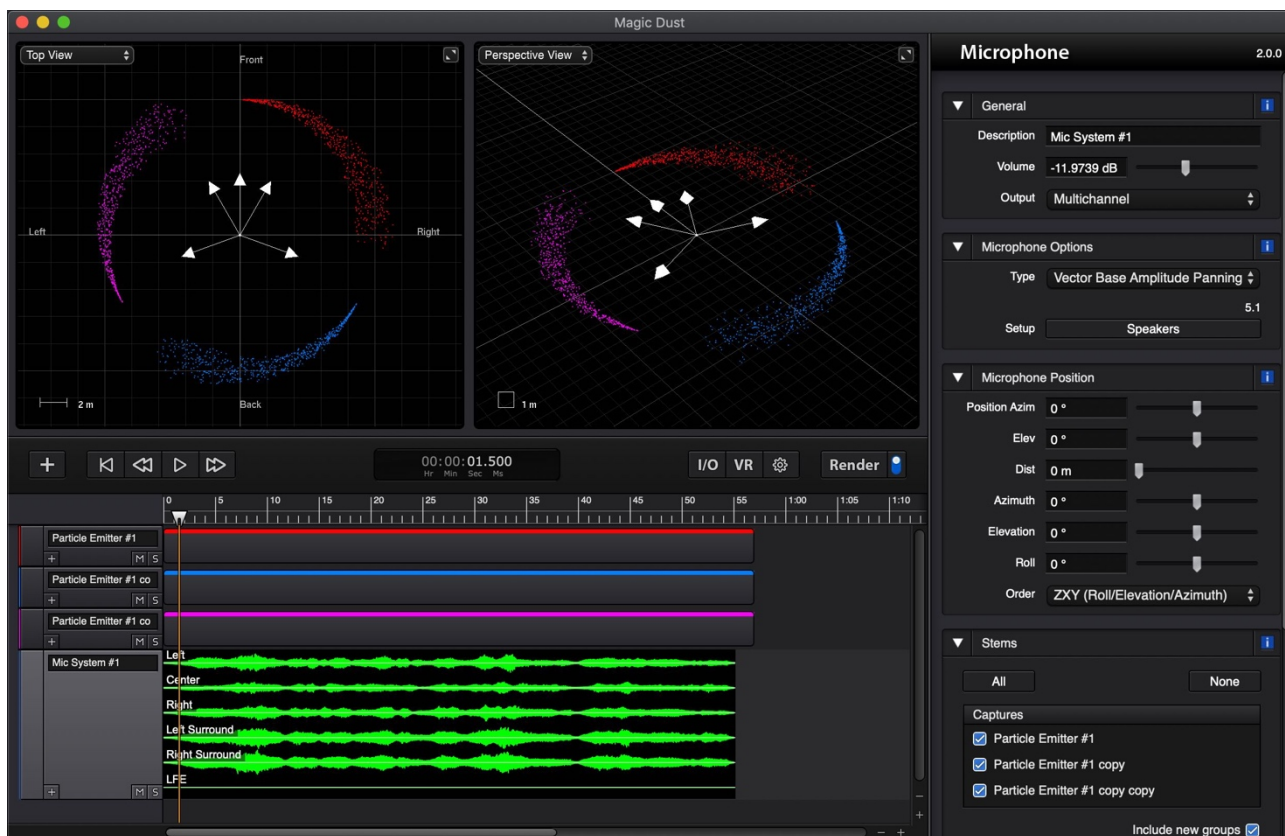 Magic Dust
Top View
Front
Left
Right
Back
2 m
Perspective View
1 m
Microphone 2.0.0
General
Description Mic System #1
Volume -11.9739 dB
Output Multichannel
Microphone Options
Type Vector Base Amplitude Panning
5.1
Setup Speakers
Microphone Position
Position Azim 0 °
Elev 0 °
Dist 0 m
Azimuth 0 °
Elevation 0 °
Roll 0 °
Order ZXY (Roll/Elevation/Azimuth)
Stems
All None
Captures
Particle Emitter #1
Particle Emitter #1 copy
Particle Emitter #1 copy copy
Include new groups
00:00:01.500
Hr Min Sec Ms
I/O VR Render
0 5 10 15 20 25 30 35 40 45 50 55 1:00 1:05 1:10
Particle Emitter #1
+ M S
Particle Emitter #1 co
+ M S
Particle Emitter #1 co
+ M S
Mic System #1
Left
Center
Right
Left Surround
Right Surround
LFE
+ M S